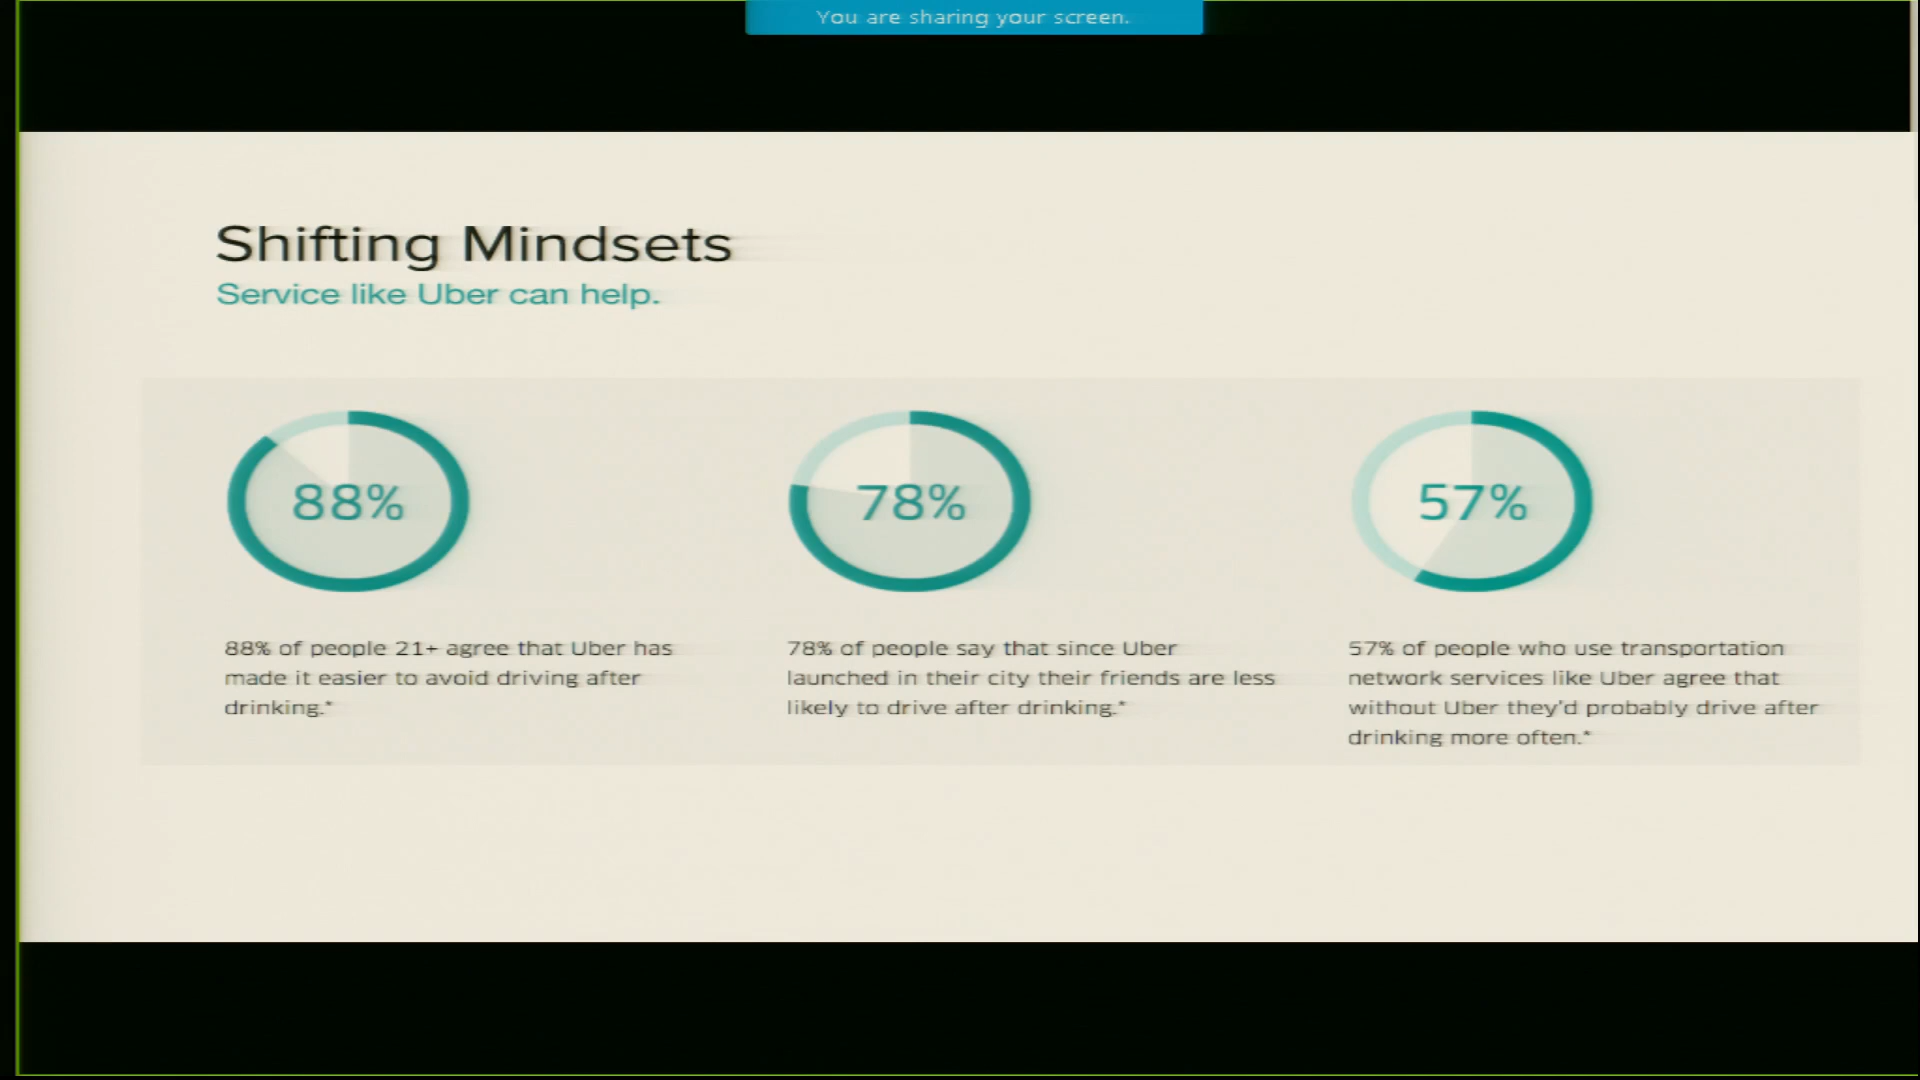 You are sharing your screen.
Shifting Mindsets
Service like Uber can help.
88%
78%
57%
88% of people 21+ agree that Uber has
made it easier to avoid driving after
drinking.*
78% of people say that since Uber
launched in their city their friends are less
likely to drive after drinking.*
57% of people who use transportation
network services like Uber agree that
without Uber they'd probably drive after
drinking more often.*